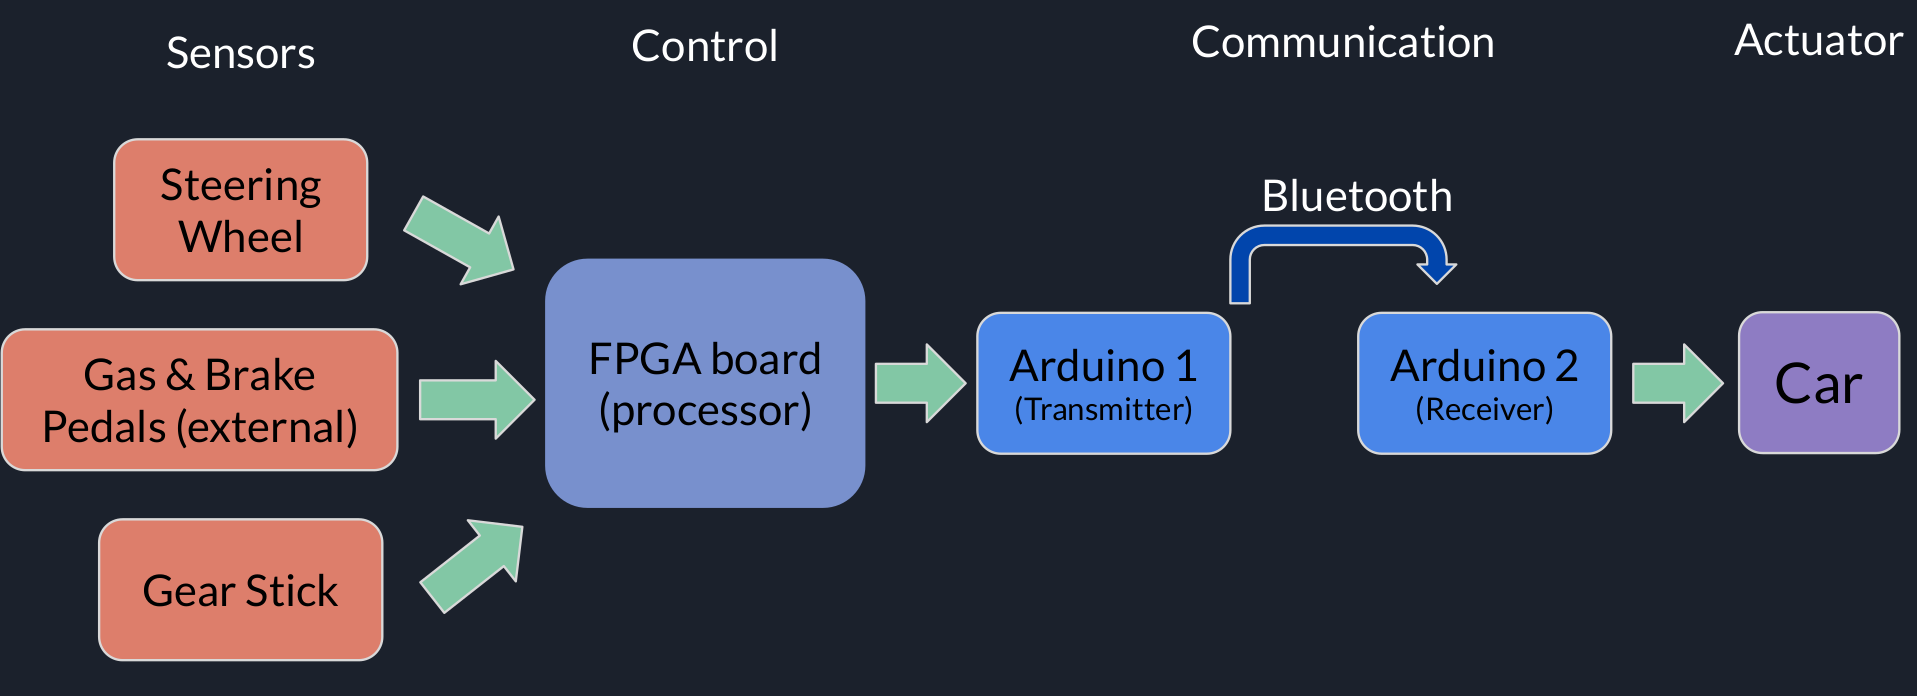 Sensors
Control
Communication
Actuator
Steering
Wheel
Gas & Brake
Pedals (external)
Gear Stick
FPGA board
(processor)
Arduino 1
(Transmitter)
Bluetooth
Arduino 2
(Receiver)
Car